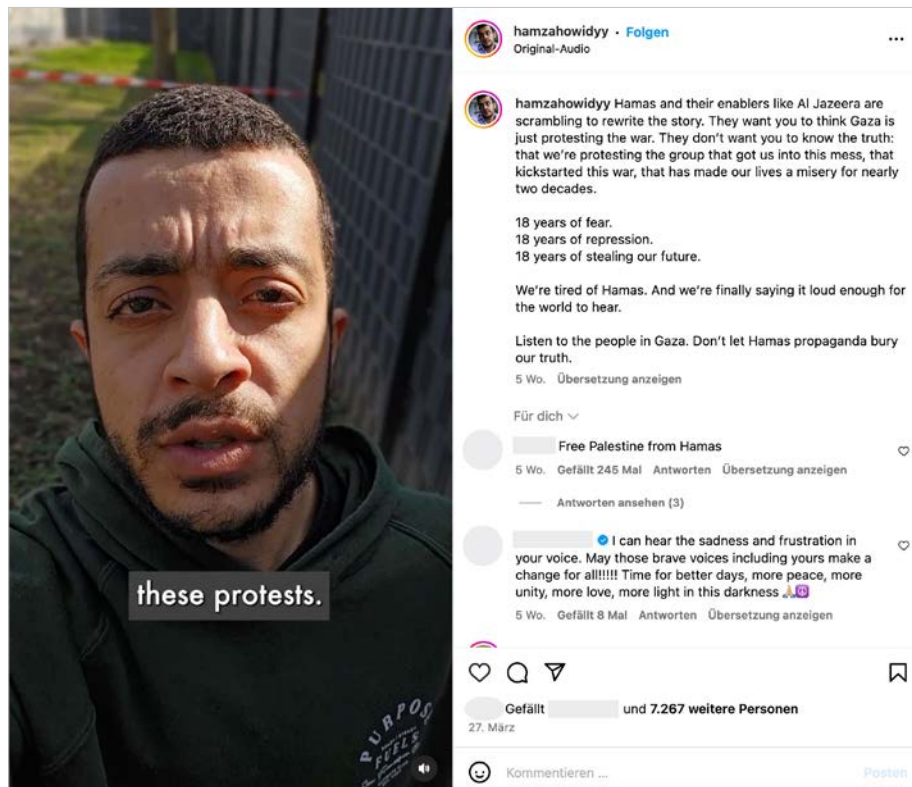 hamzahowidyy • Folgen
Original-Audio
hamzahowidyy Hamas and their enablers like Al Jazeera are
scrambling to rewrite the story. They want you to think Gaza is
just protesting the war. They don't want you to know the truth:
that we're protesting the group that got us into this mess, that
kickstarted this war, that has made our lives a misery for nearly
two decades.
18 years of fear.
18 years of repression.
18 years of stealing our future.
We're tired of Hamas. And we're finally saying it loud enough for
the world to hear.
Listen to the people in Gaza. Don't let Hamas propaganda bury
our truth.
5 Wo. Übersetzung anzeigen
Für dich
Free Palestine from Hamas
5 Wo. Gefällt 245 Mal Antworten Übersetzung anzeigen
Antworten ansehen (3)
I can hear the sadness and frustration in
your voice. May those brave voices including yours make a
change for all!!!!! Time for better days, more peace, more
unity, more love, more light in this darkness 🙏🏼☮️
5 Wo. Gefällt 8 Mal Antworten Übersetzung anzeigen
Gefällt und 7.267 weitere Personen
27. März
Kommentieren ...
Posten
these protests.
PURPOSE
FUELS